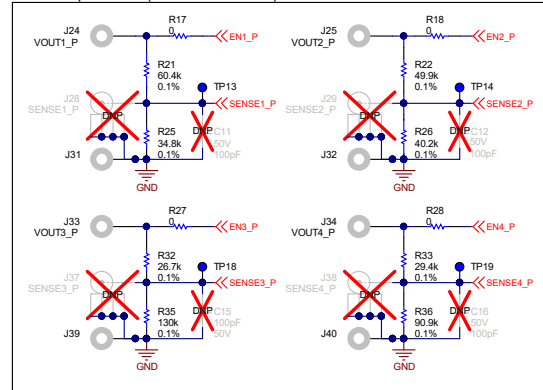 J24
VOUT1_P
R17
0
EN1_P
R21
60.4k
0.1%
TP13
J28
SENSE1_P
DNP
SENSE1_P
R25
34.8k
0.1%
DNP
C11
50V
100pF
J31
GND
J25
VOUT2_P
R18
0
EN2_P
R22
49.9k
0.1%
TP14
J29
SENSE2_P
DNP
SENSE2_P
R26
40.2k
0.1%
DNP
C12
50V
100pF
J32
GND
J33
VOUT3_P
R27
0
EN3_P
R32
26.7k
0.1%
TP18
J37
SENSE3_P
DNP
SENSE3_P
R35
130k
0.1%
DNP
C15
100pF
50V
J39
GND
J34
VOUT4_P
R28
0
EN4_P
R33
29.4k
0.1%
TP19
J38
SENSE4_P
DNP
SENSE4_P
R36
90.9k
0.1%
DNP
C16
50V
100pF
J40
GND